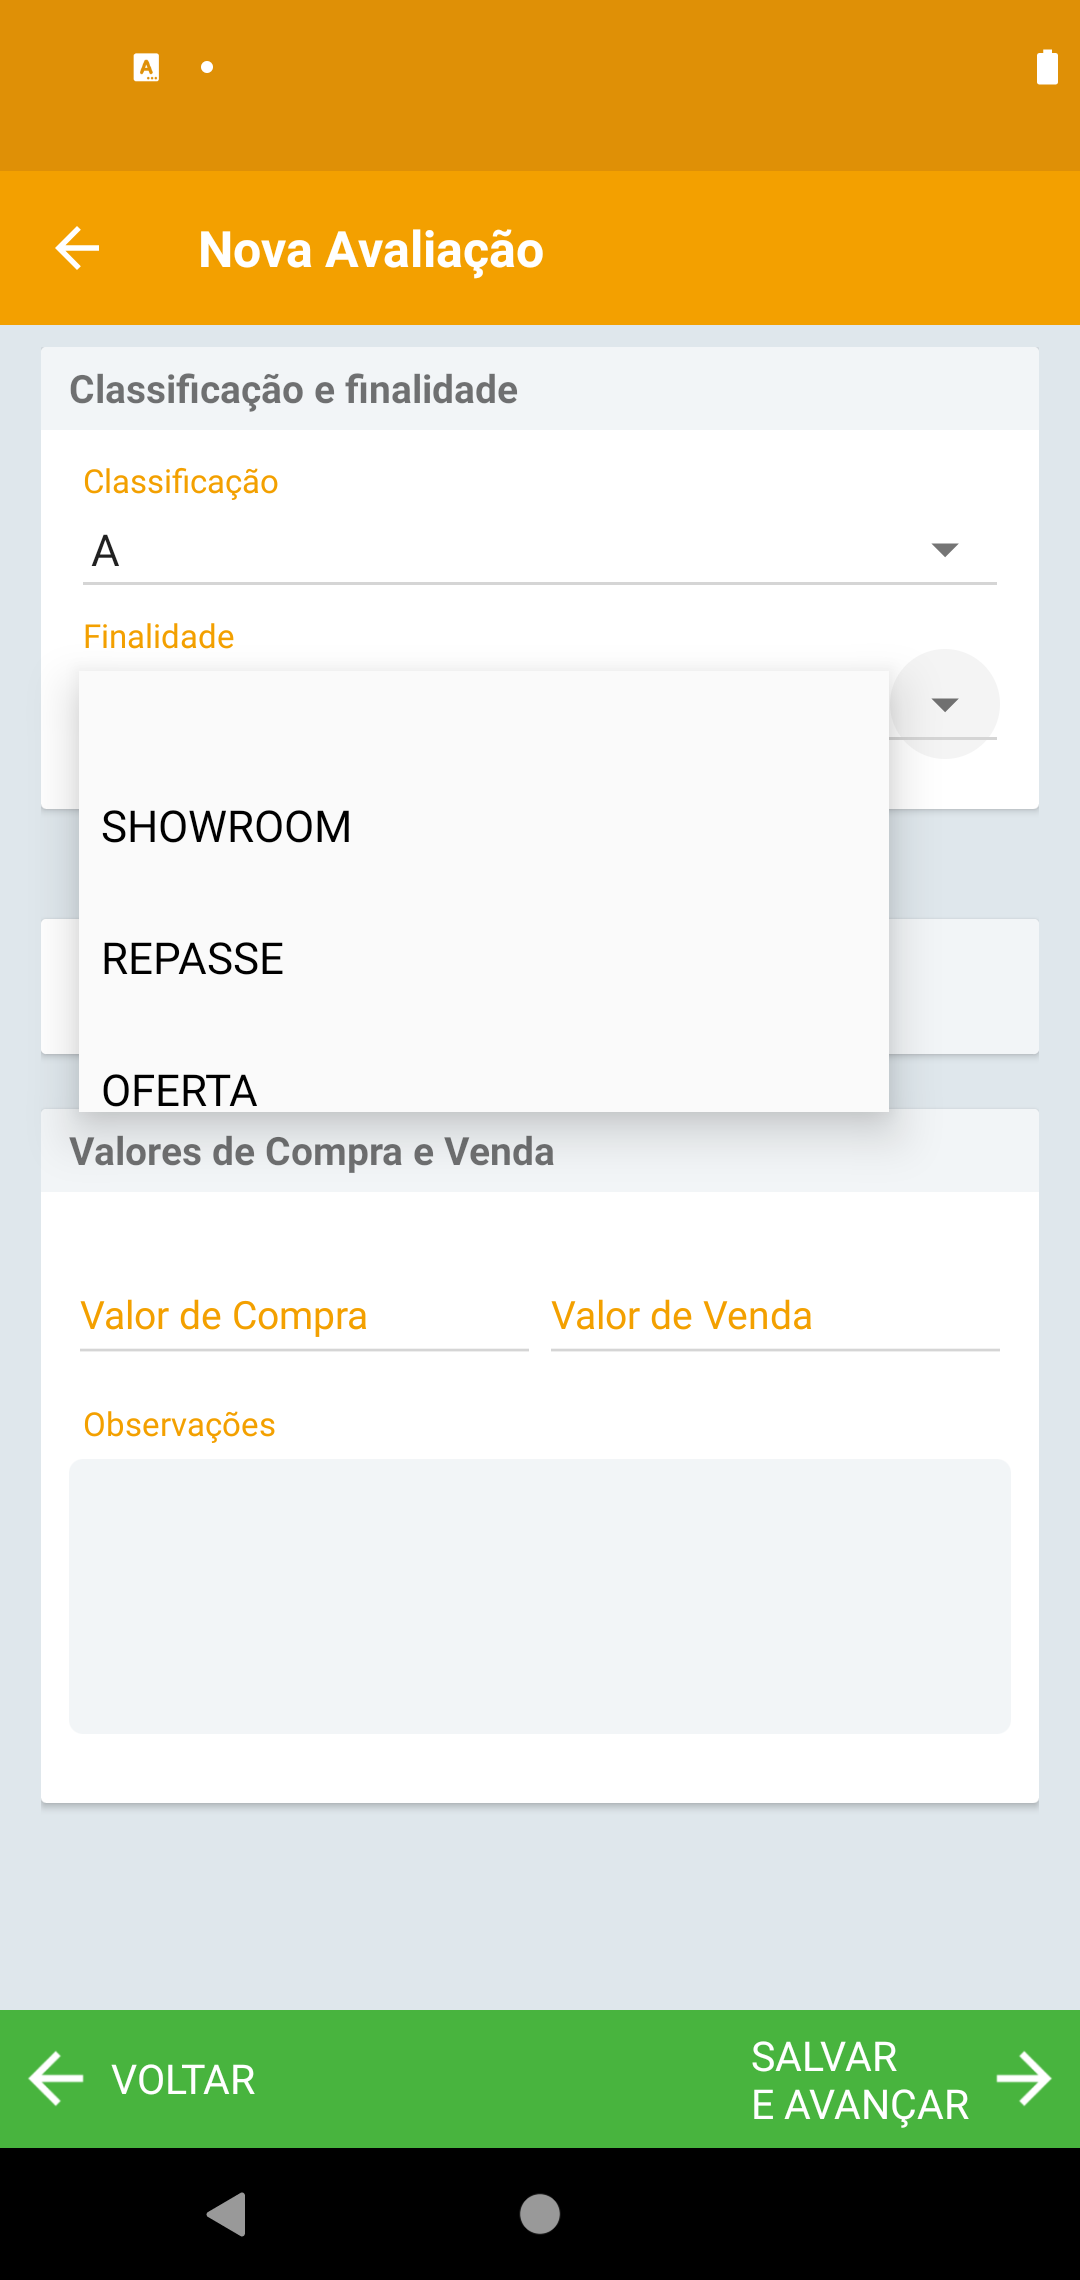 Nova Avaliação
Classificação e finalidade
Classificação
A
Finalidade
SHOWROOM
REPASSE
OFERTA
Valores de Compra e Venda
Valor de Compra
Valor de Venda
Observações
VOLTAR
SALVAR
E AVANÇAR